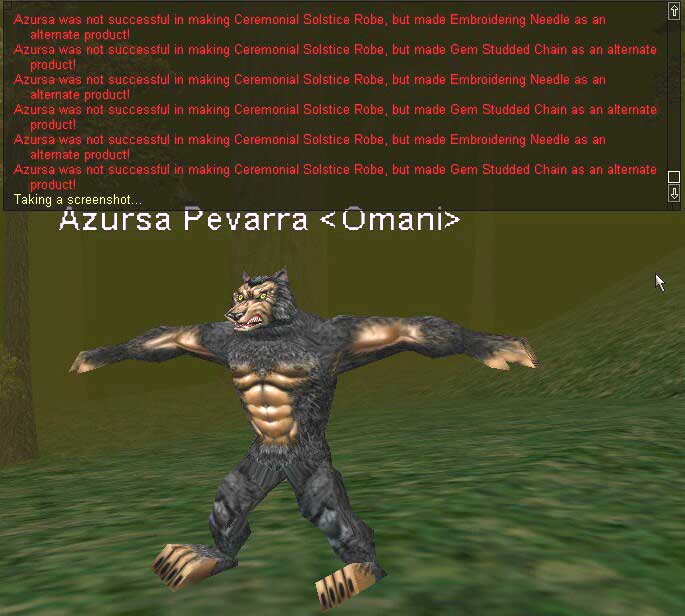 Azursa was not successful in making Ceremonial Solstice Robe, but made Embroidering Needle as an
alternate product!
Azursa was not successful in making Ceremonial Solstice Robe, but made Gem Studded Chain as an alternate
product!
Azursa was not successful in making Ceremonial Solstice Robe, but made Embroidering Needle as an
alternate product!
Azursa was not successful in making Ceremonial Solstice Robe, but made Gem Studded Chain as an alternate
product!
Azursa was not successful in making Ceremonial Solstice Robe, but made Embroidering Needle as an
alternate product!
Azursa was not successful in making Ceremonial Solstice Robe, but made Gem Studded Chain as an alternate
product!
Taking a screenshot...
Azursa Pevarra <Omani>